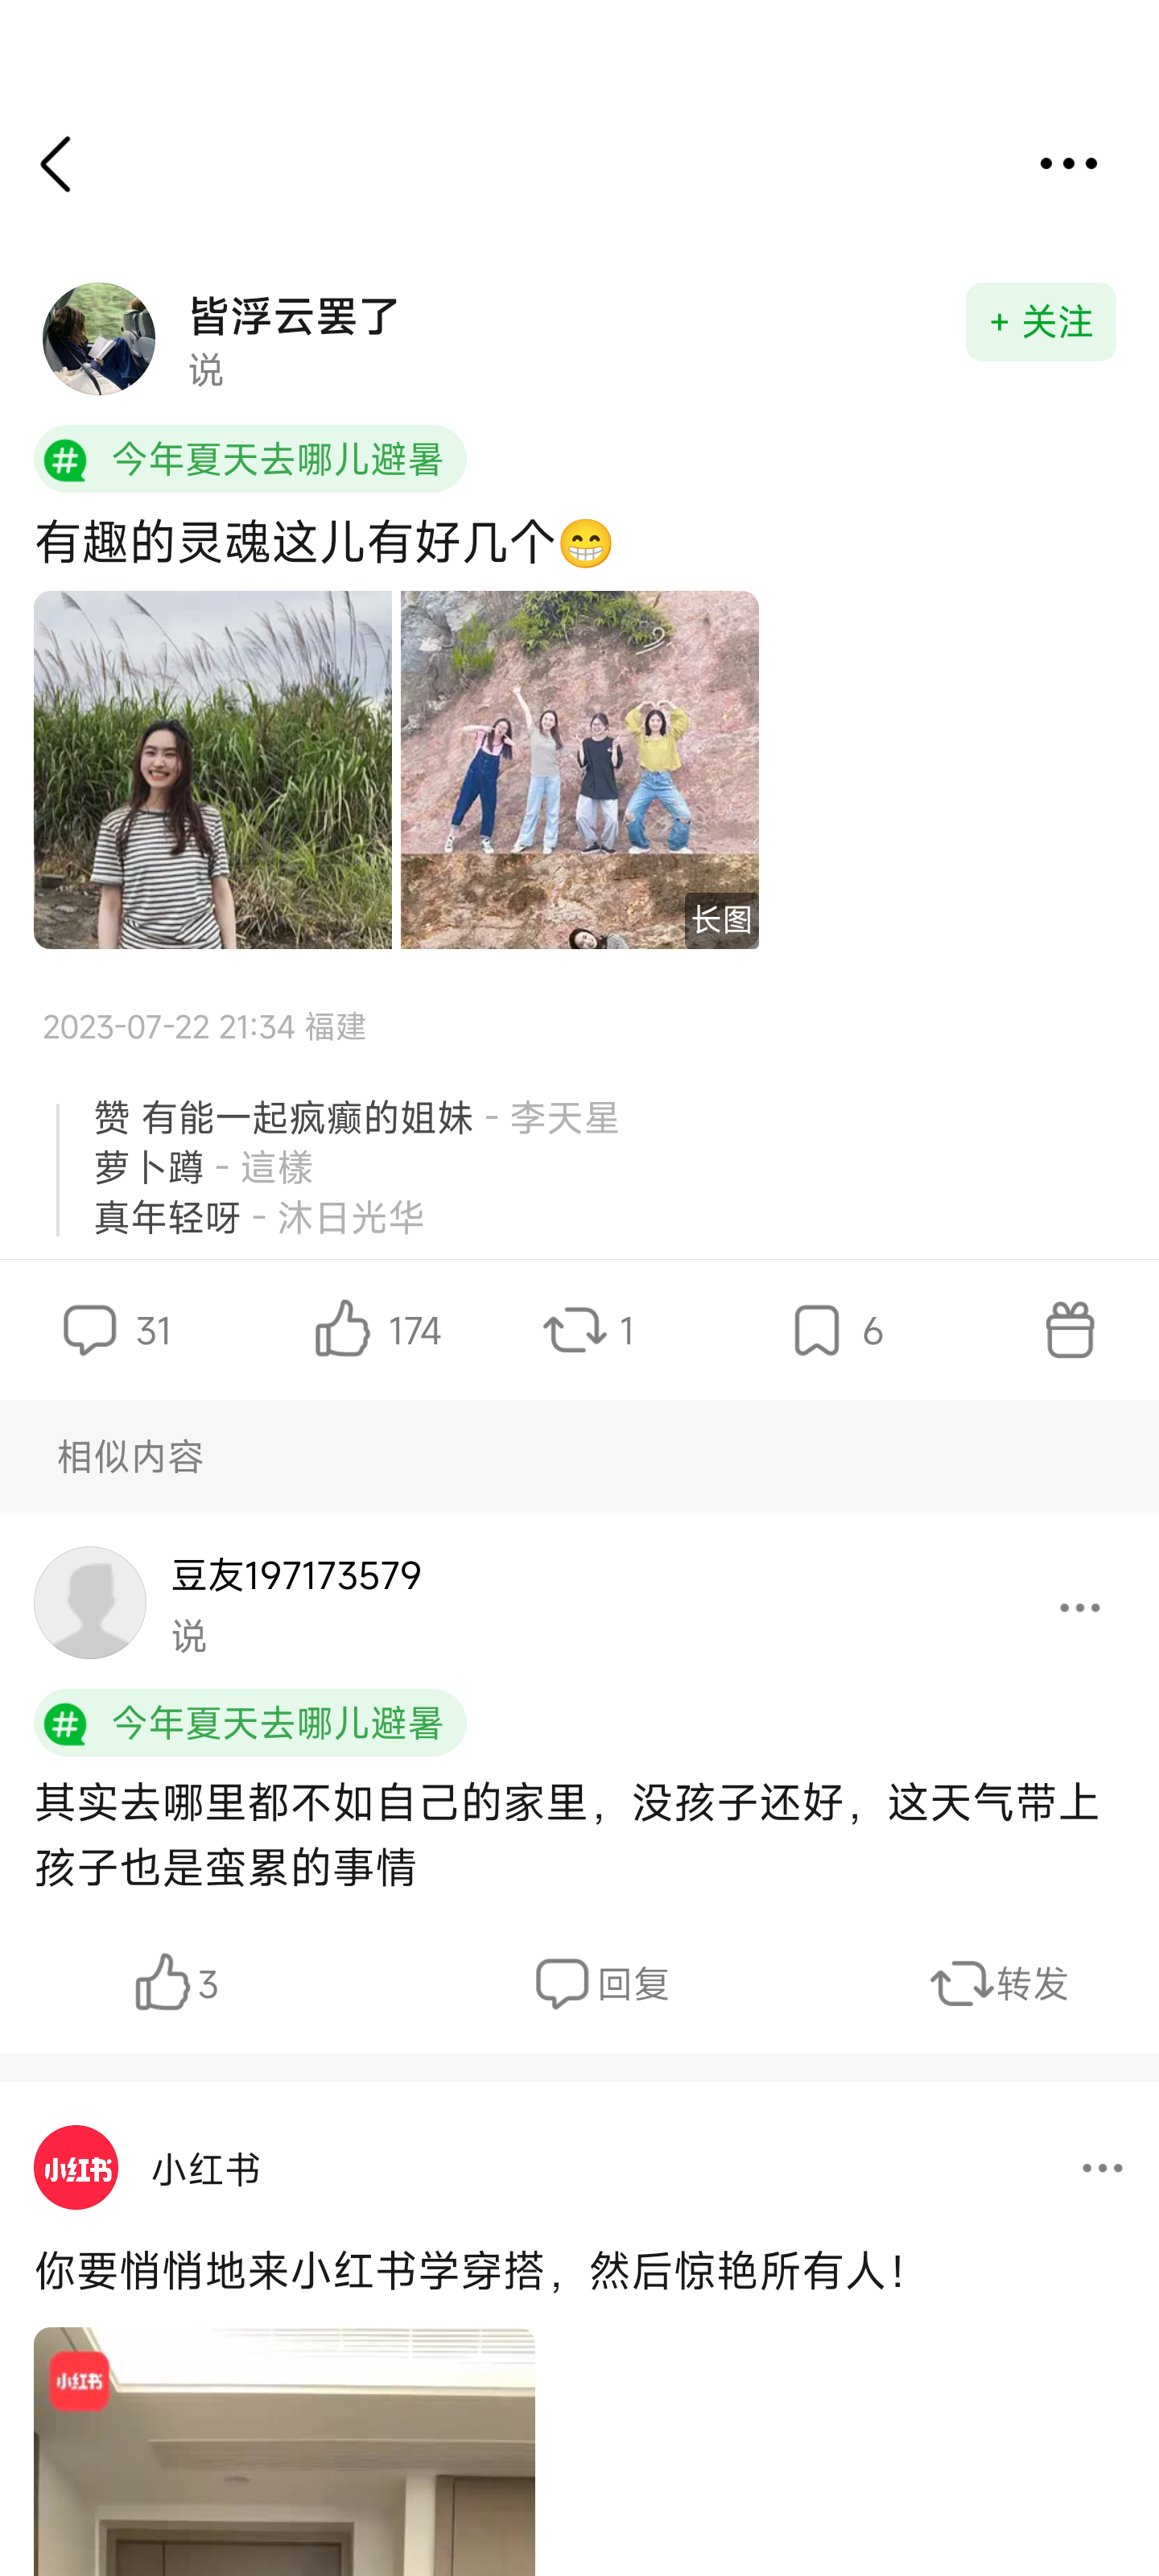 皆浮云罢了
说
+ 关注
# 今年夏天去哪儿避暑
有趣的灵魂这儿有好几个😁
长图
2023-07-22 21:34 福建
赞 有能一起疯癫的姐妹 - 李天星
萝卜蹲 - 這樣
真年轻呀 - 沐日光华
31 174 1 6
相似内容
豆友197173579
说
# 今年夏天去哪儿避暑
其实去哪里都不如自己的家里，没孩子还好，这天气带上
孩子也是蛮累的事情
3 回复 转发
小红书 小红书
你要悄悄地来小红书学穿搭，然后惊艳所有人！
小红书